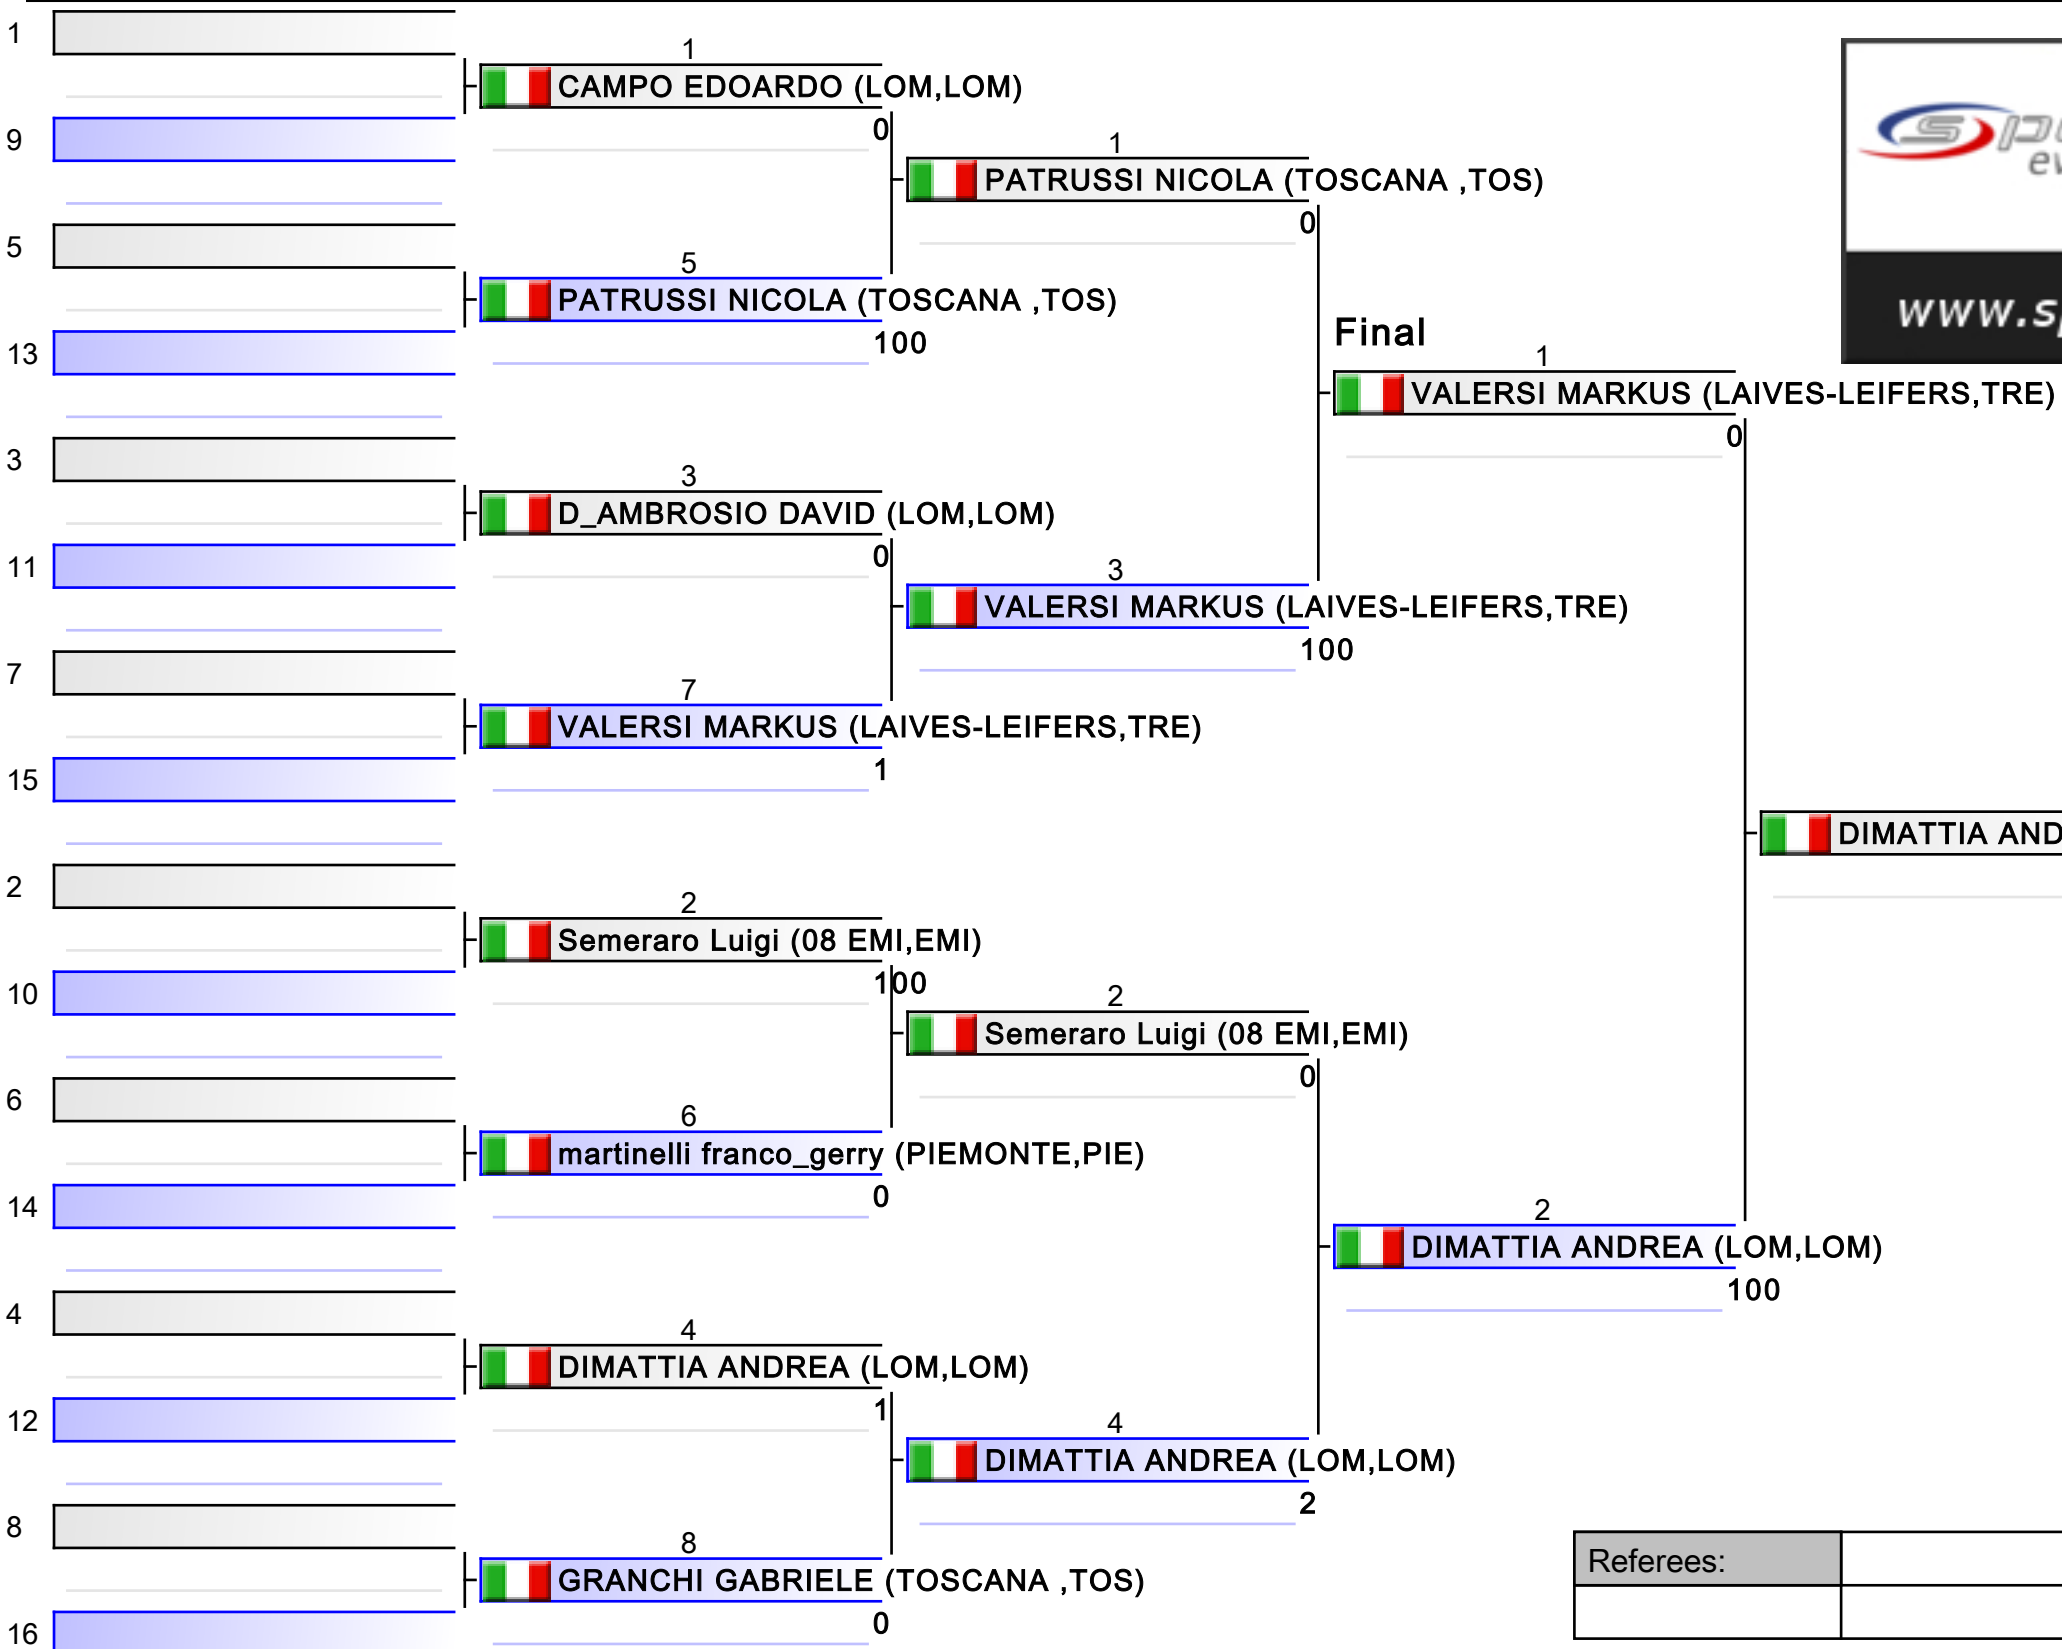 1
9
5
13
3
11
7
15
2
10
6
14
4
12
8
16
1
CAMPO EDOARDO (LOM,LOM)
0
5
PATRUSSI NICOLA (TOSCANA ,TOS)
100
3
D_AMBROSIO DAVID (LOM,LOM)
0
7
VALERSI MARKUS (LAIVES-LEIFERS,TRE)
1
2
Semeraro Luigi (08 EMI,EMI)
100
6
martinelli franco_gerry (PIEMONTE,PIE)
0
4
DIMATTIA ANDREA (LOM,LOM)
1
8
GRANCHI GABRIELE (TOSCANA ,TOS)
0
1
PATRUSSI NICOLA (TOSCANA ,TOS)
0
3
VALERSI MARKUS (LAIVES-LEIFERS,TRE)
100
2
Semeraro Luigi (08 EMI,EMI)
0
4
DIMATTIA ANDREA (LOM,LOM)
2
Final
1
VALERSI MARKUS (LAIVES-LEIFERS,TRE)
0
2
DIMATTIA ANDREA (LOM,LOM)
100
DIMATTIA AND
www.s
Referees: